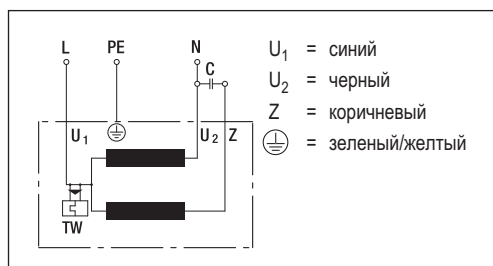 L PE N
C
U₁ U₂ Z
TW
U₁ = синий
U₂ = черный
Z = коричневый
= зеленый/желтый